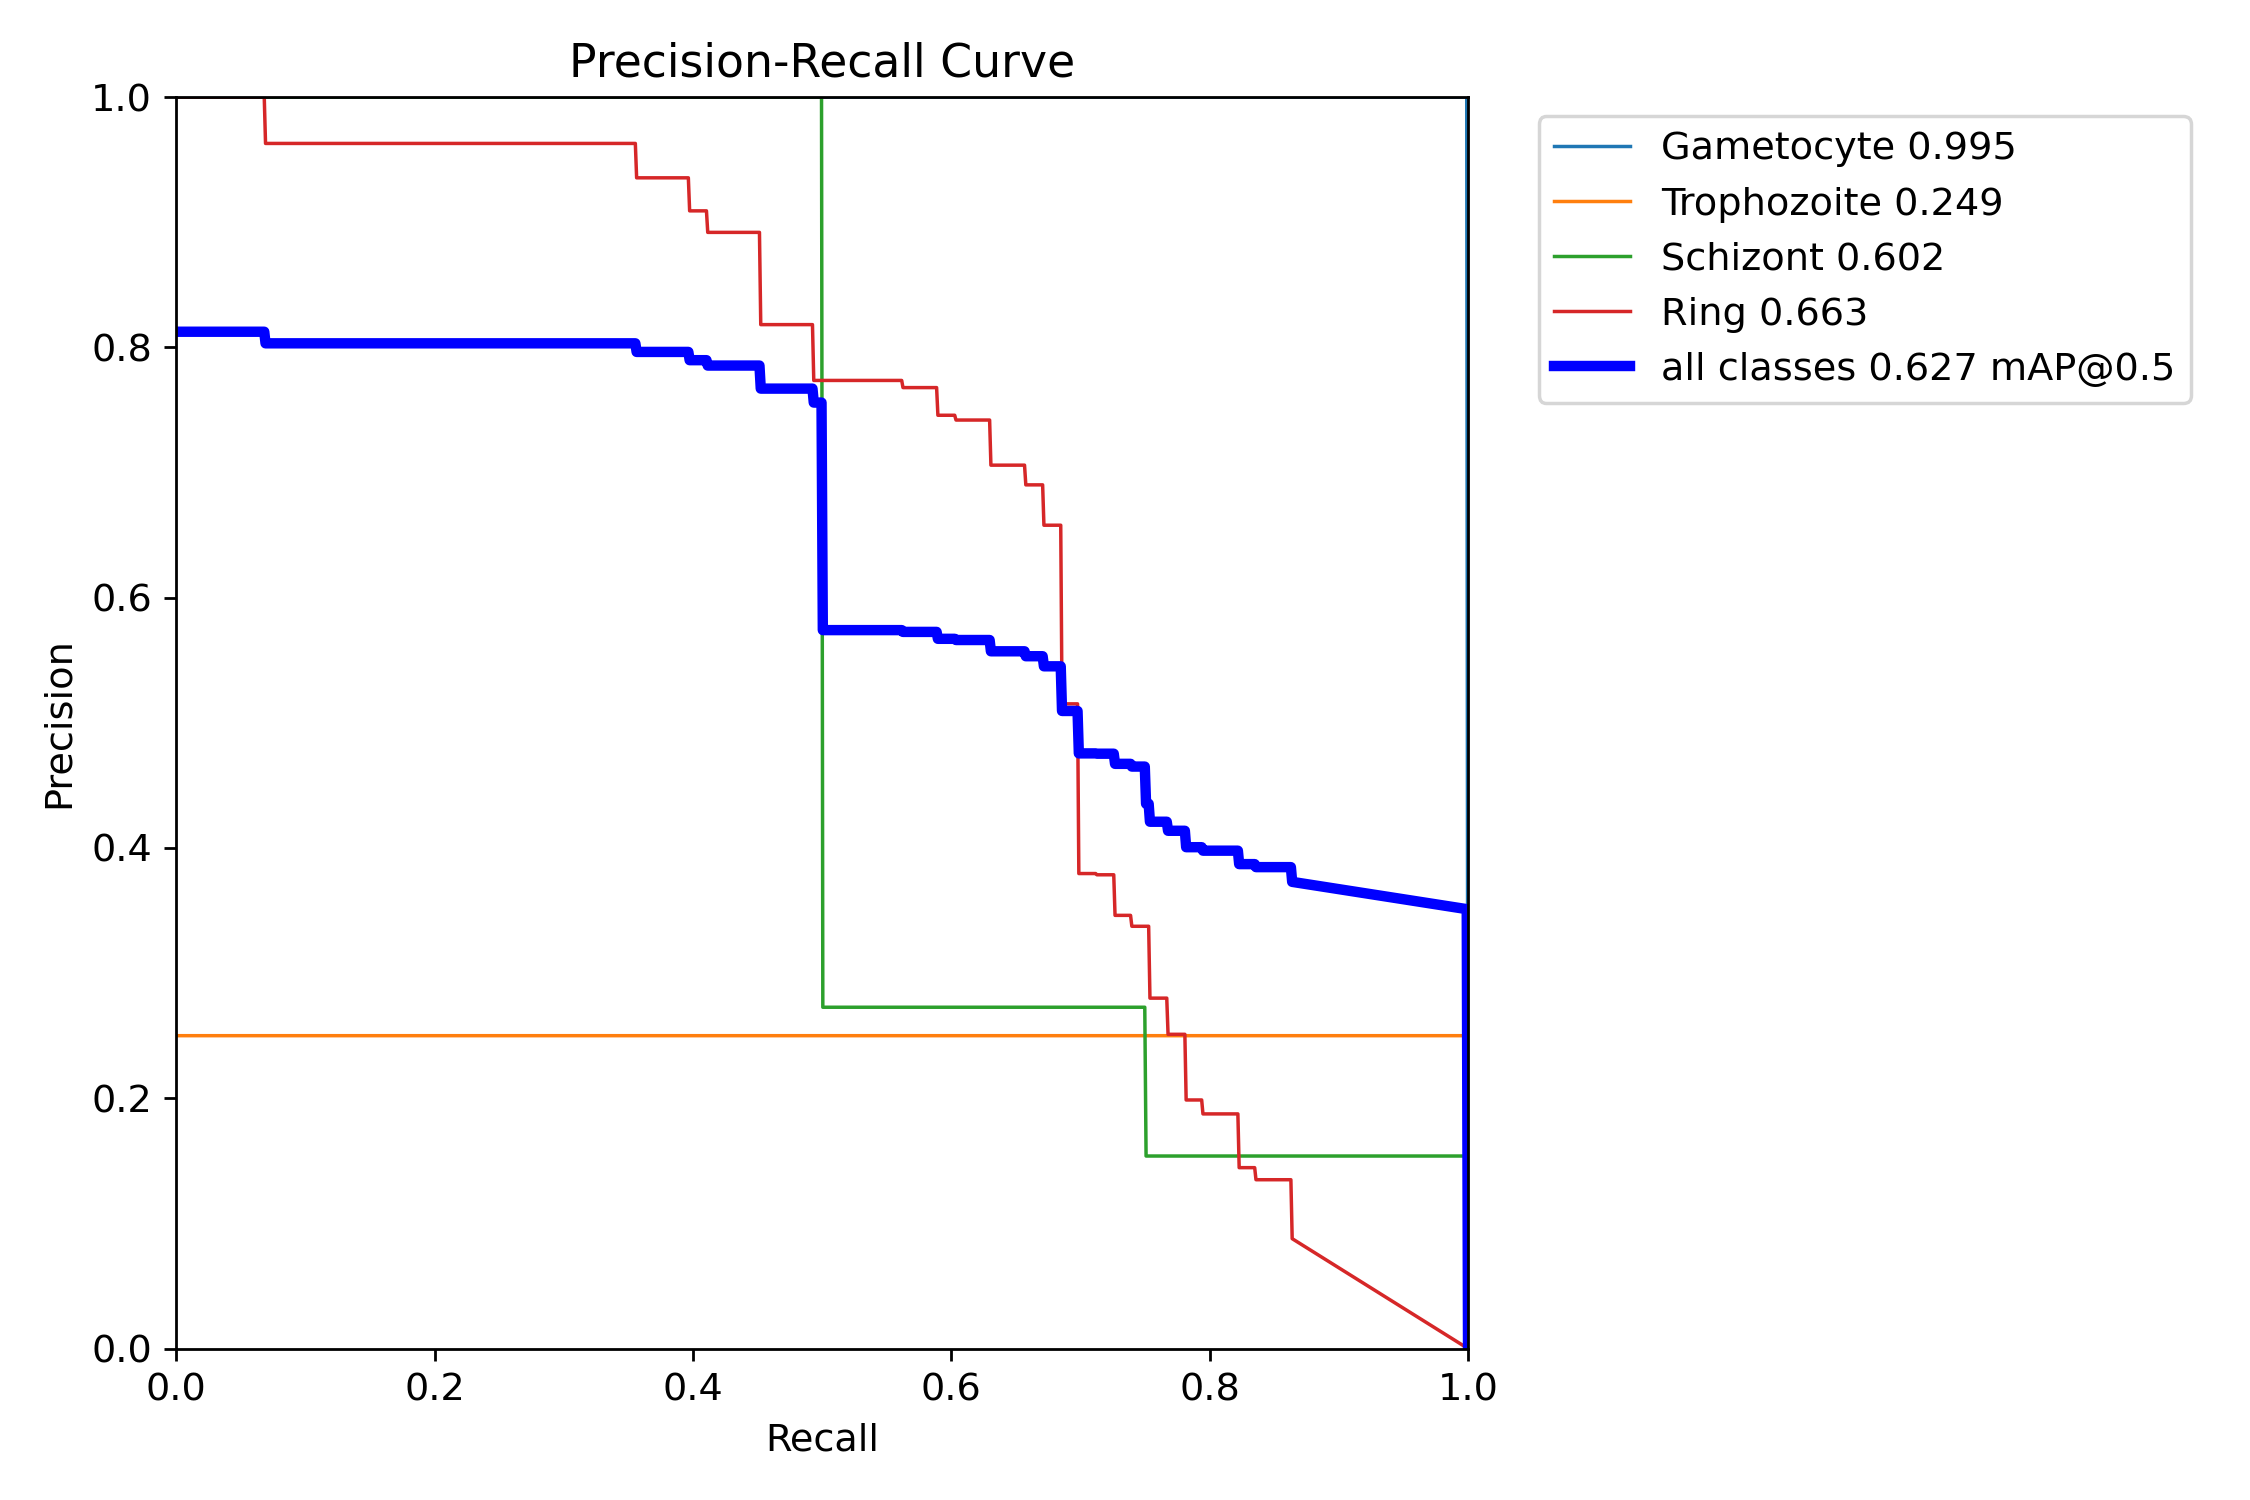 Precision-Recall Curve
1.0
0.8
0.6
0.4
0.2
0.0
Precision
0.0 0.2 0.4 0.6 0.8 1.0
Recall
Gametocyte 0.995
Trophozoite 0.249
Schizont 0.602
Ring 0.663
all classes 0.627 mAP@0.5